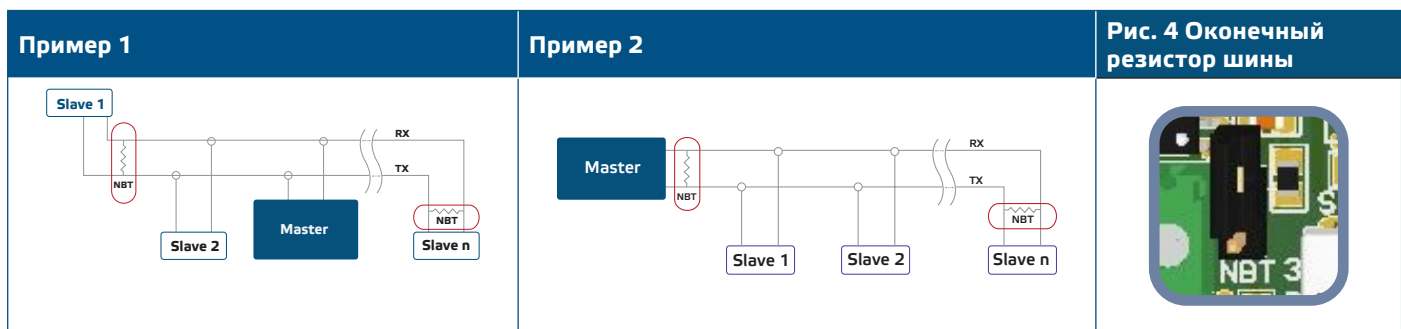 Пример 1
Пример 2
Рис. 4 Оконечный
резистор шины
Slave 1
RX
TX
NBT
NBT
Slave 2
Master
Slave n
Master
RX
TX
NBT
NBT
Slave 1
Slave 2
Slave n
NBT 3